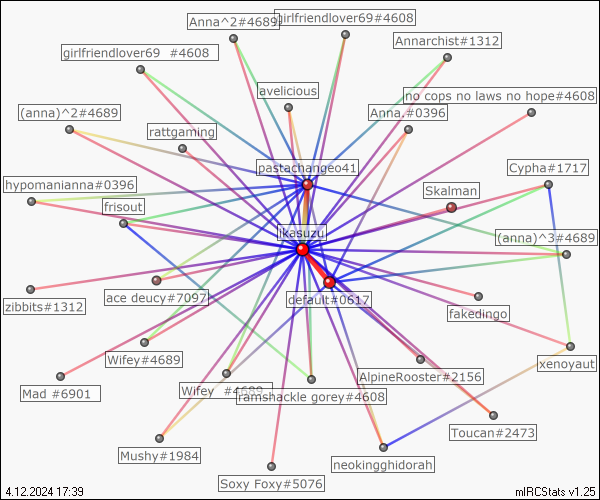 Anna^2#4689
girlfriendlover69#4608
girlfriendlover69 #4608
Annarchist#1312
avelicious
no cops no laws no hope#4608
(anna)^2#4689
Anna.#0396
rattgaming
pastachangeo41
Cypha#1717
hypomanianna#0396
Skalman
frisout
jkasuzu
(anna)^3#4689
zibbits#1312
ace deucy#7097
default#0617
fakedingo
Wifey#4689
xenoyaut
Mad #6901
Wifey #4689
ramshackle gorey#4608
AlpineRooster#2156
Toucan#2473
Mushy#1984
neokingghidorah
Soxy Foxy#5076
4.12.2024 17:39
mIRCStats v1.25